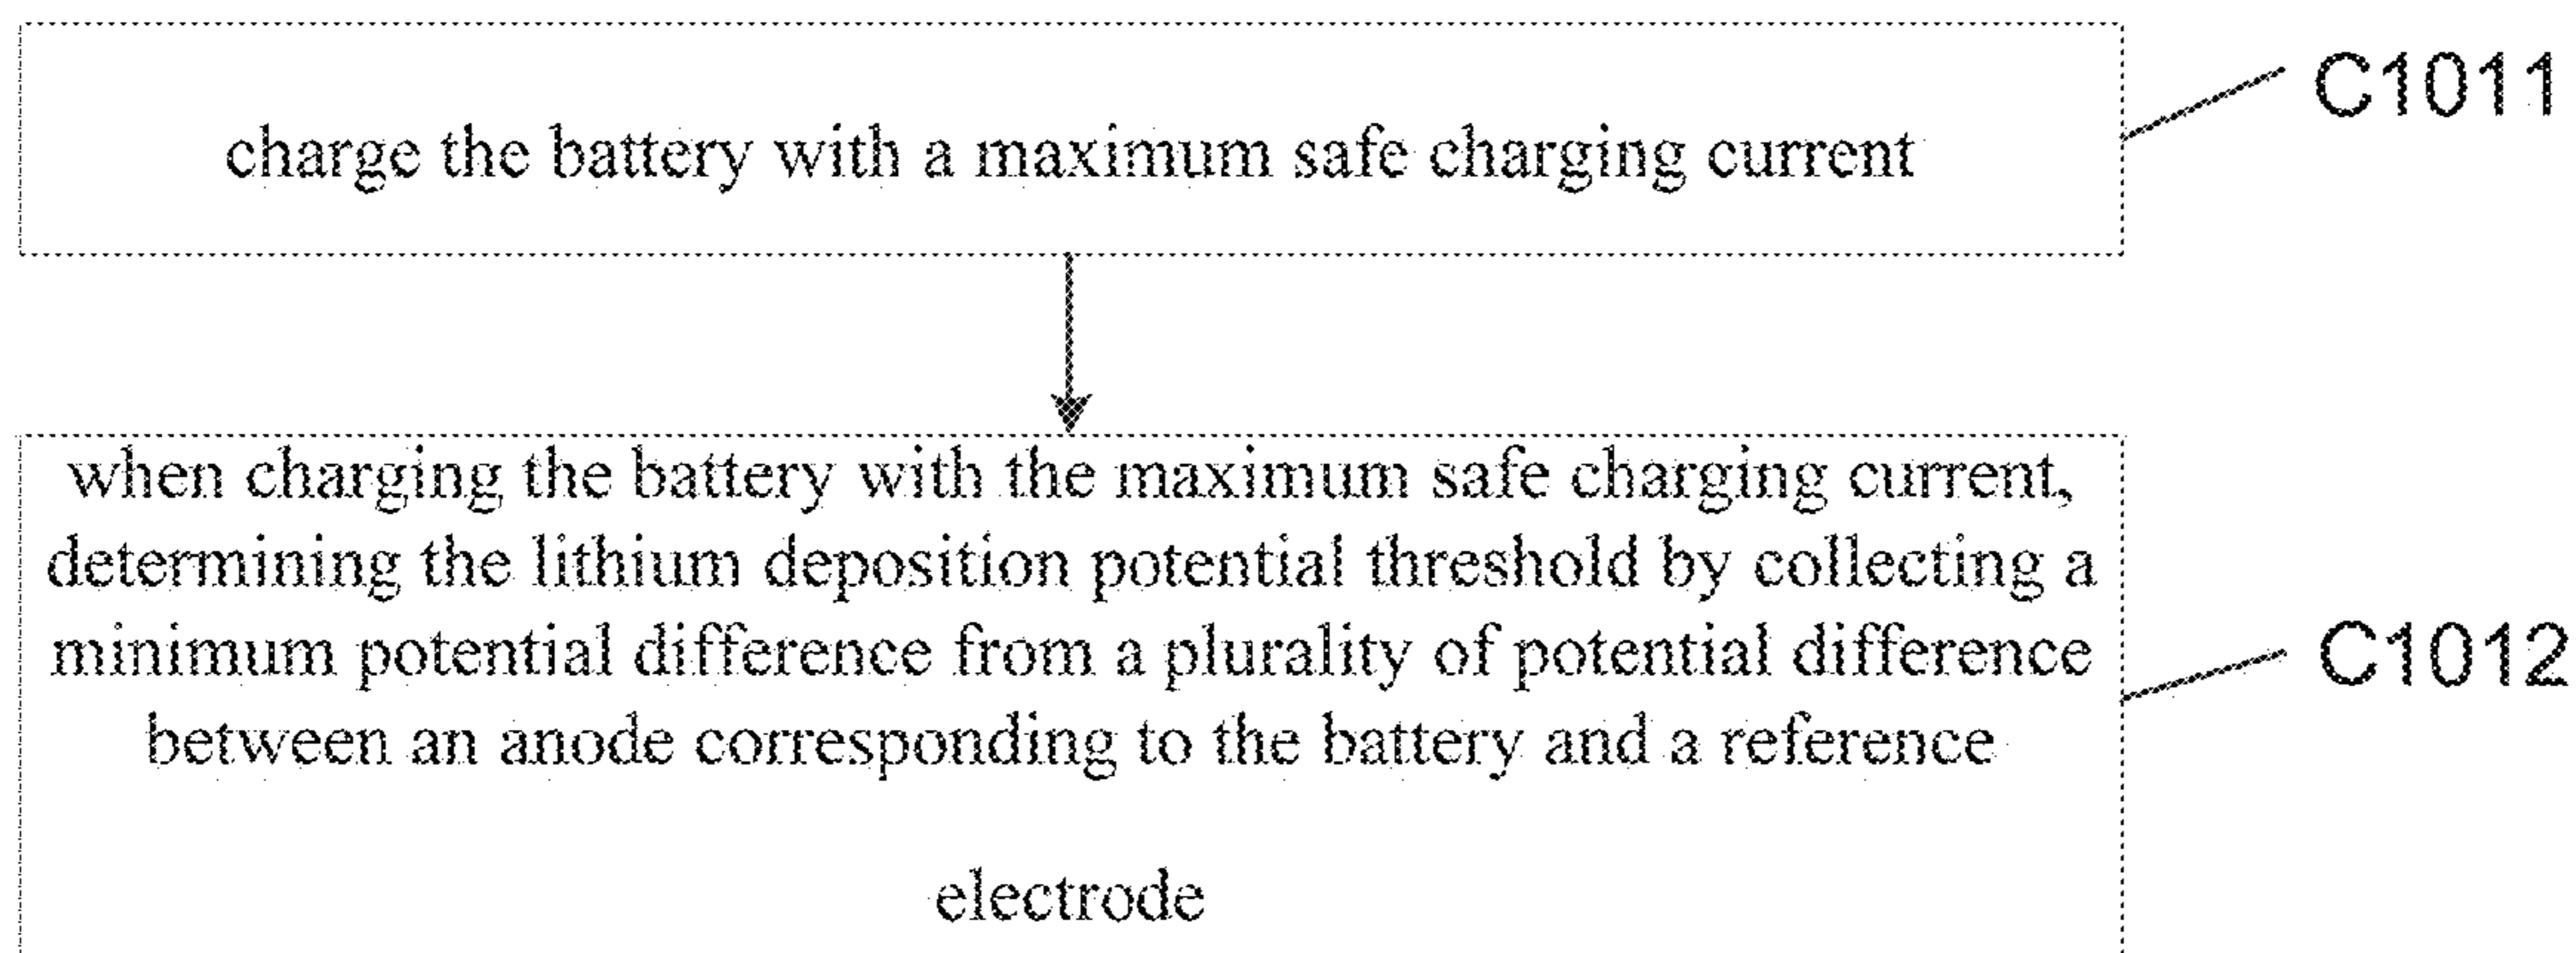 charge the battery with a maximum safe charging current
C1011
when charging the battery with the maximum safe charging current,
determining the lithium deposition potential threshold by collecting a
minimum potential difference from a plurality of potential difference
between an anode corresponding to the battery and a reference
electrode
C1012